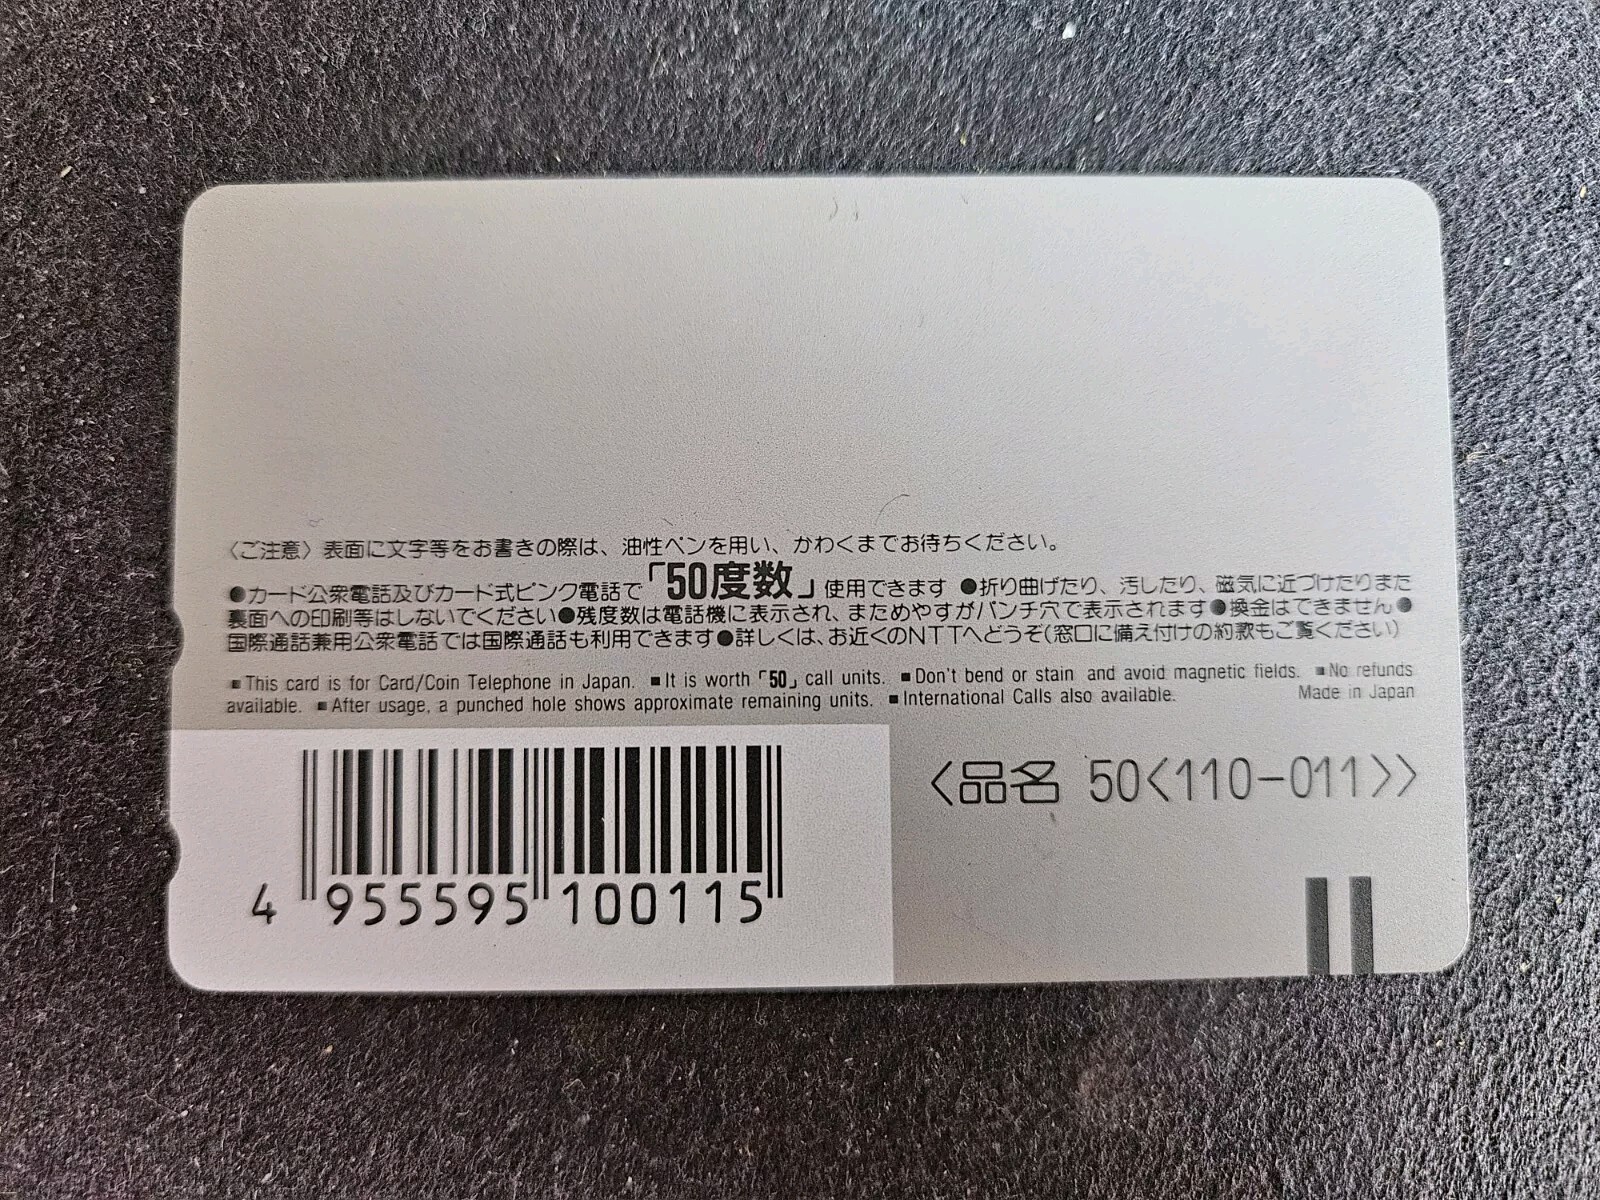 〈ご注意〉表面に文字等をお書きの際は、油性ペンを用い、かわくまでお待ちください。
●カード公衆電話及びカード式ピンク電話で「50度数」使用できます ●折り曲げたり、汚したり、磁気に近づけたりまた
裏面への印刷等はしないでください●残度数は電話機に表示され、まためやすがパンチ穴で表示されます●換金はできません●
国際通話兼用公衆電話では国際通話も利用できます●詳しくは、お近くのNTTへどうぞ(窓口に備え付けの約款もご覧ください)
■This card is for Card/Coin Telephone in Japan. ■It is worth「50」call units. ■Don't bend or stain and avoid magnetic fields. ■No refunds
available. ■After usage, a punched hole shows approximate remaining units. ■International Calls also available. Made in Japan
〈品名 50〈110-011〉〉
4 955595 100115